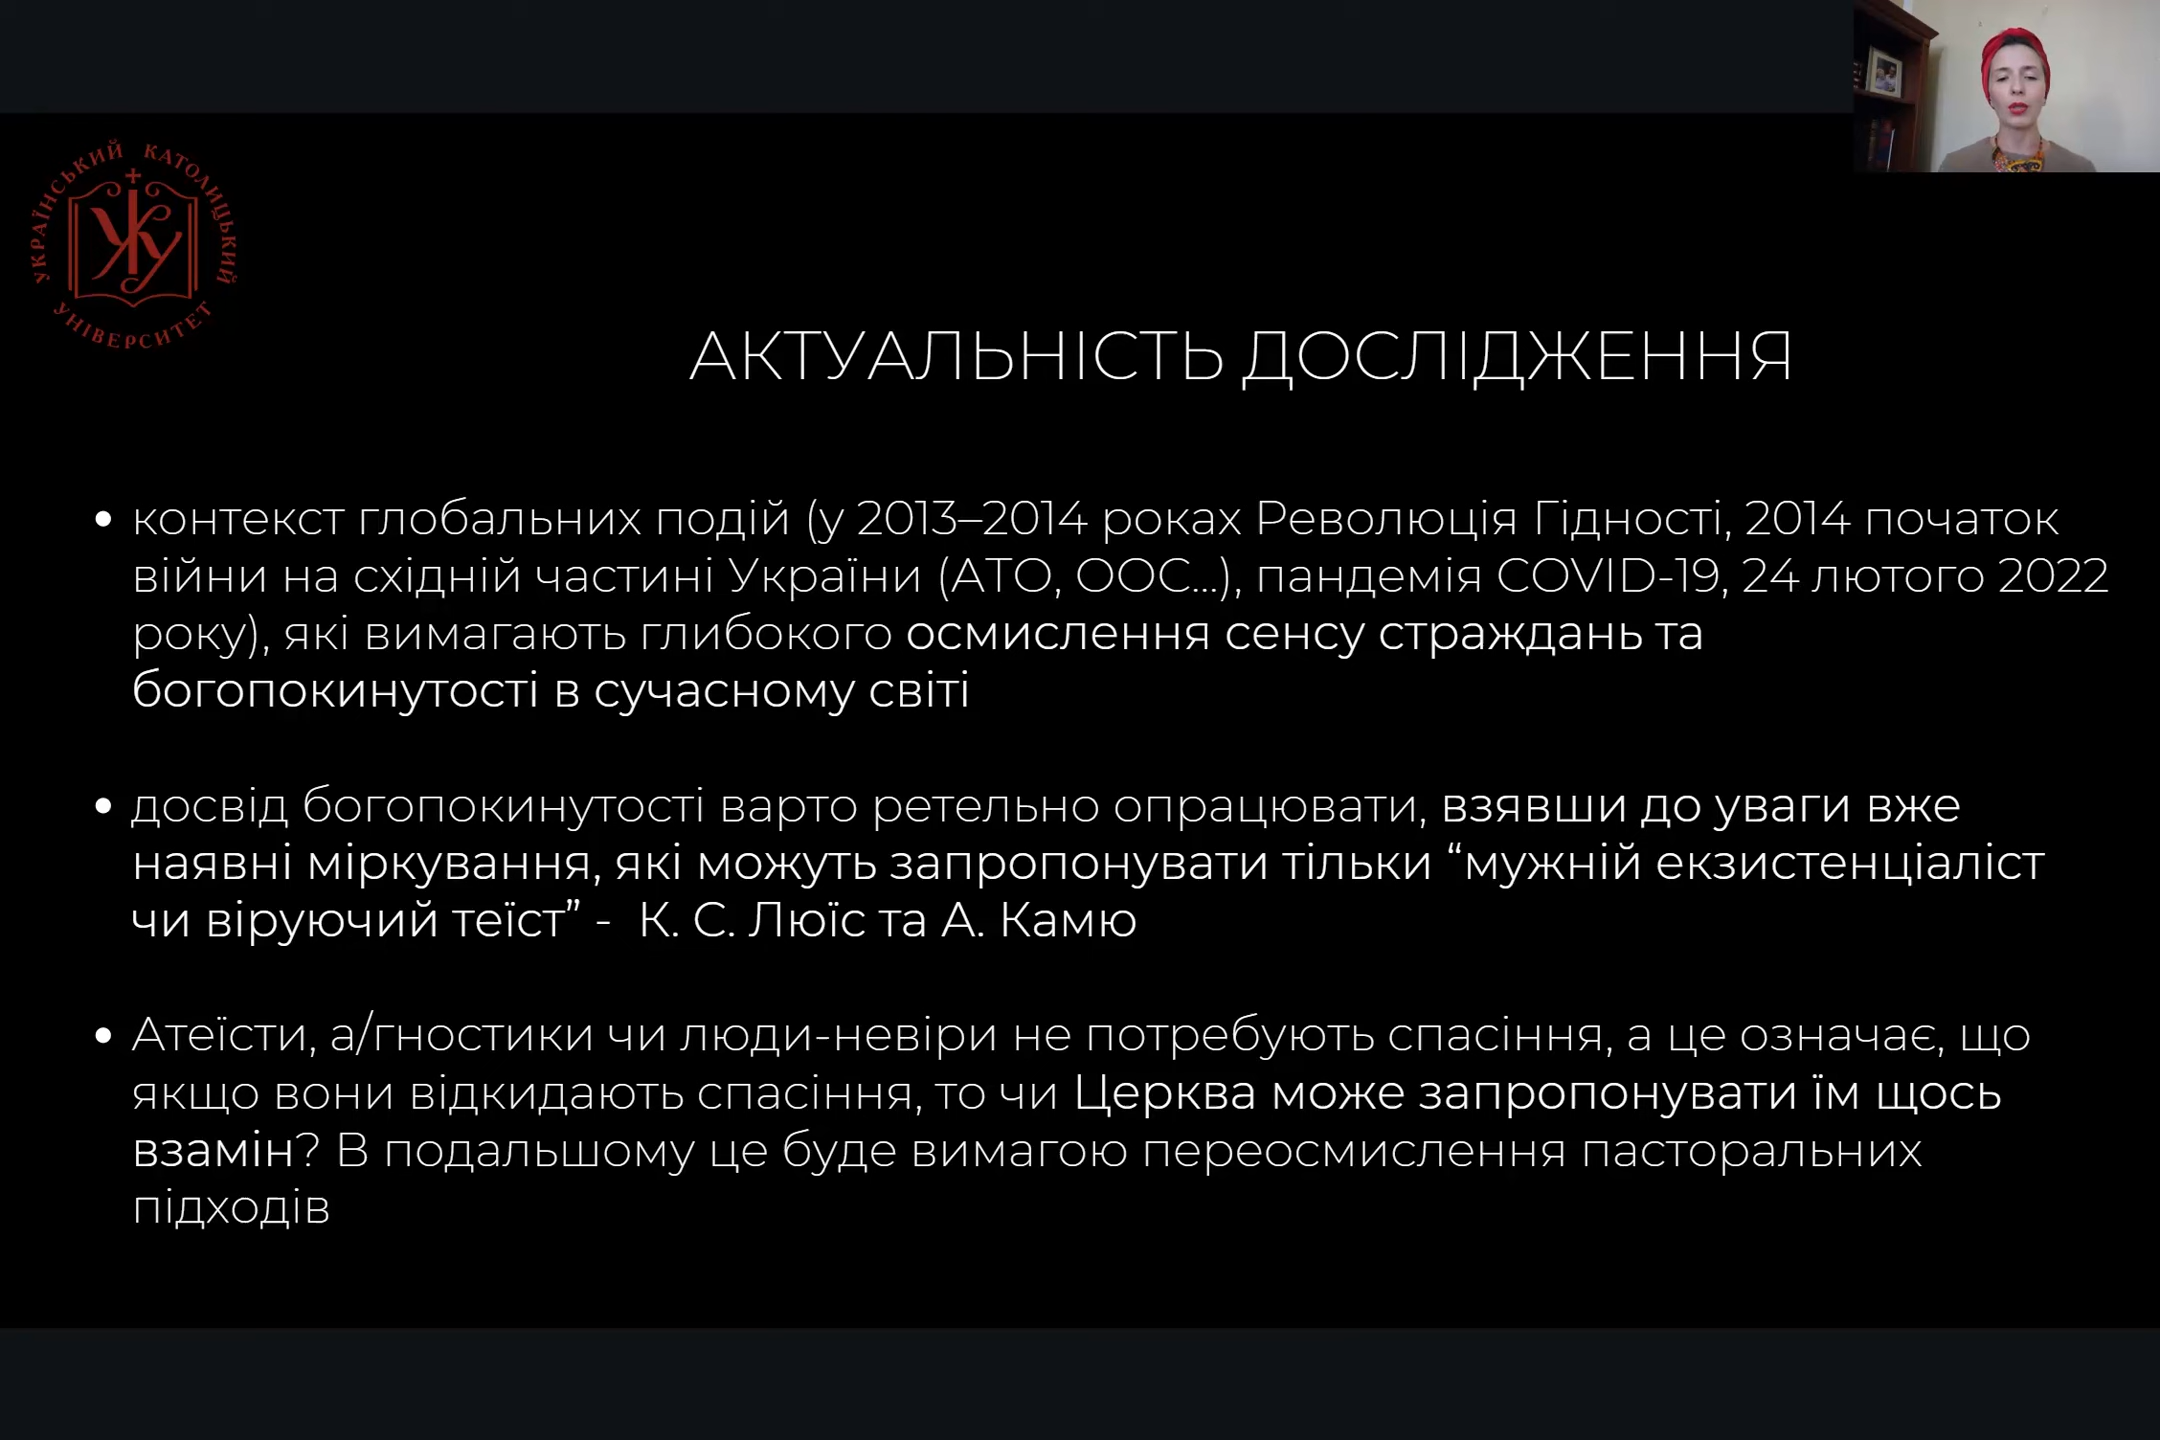 УКРАЇНСЬКИЙ КАТОЛИЦЬКИЙ
УНІВЕРСИТЕТ
АКТУАЛЬНІСТЬ ДОСЛІДЖЕННЯ
• контекст глобальних подій (у 2013–2014 роках Революція Гідності, 2014 початок
війни на східній частині України (АТО, ООС...), пандемія COVID-19, 24 лютого 2022
року), які вимагають глибокого осмислення сенсу страждань та
богопокинутості в сучасному світі
• досвід богопокинутості варто ретельно опрацювати, взявши до уваги вже
наявні міркування, які можуть запропонувати тільки “мужній екзистенціаліст
чи віруючий теїст” - К. С. Люїс та А. Камю
• Атеїсти, а/гностики чи люди-невіри не потребують спасіння, а це означає, що
якщо вони відкидають спасіння, то чи Церква може запропонувати їм щось
взамін? В подальшому це буде вимагою переосмислення пасторальних
підходів